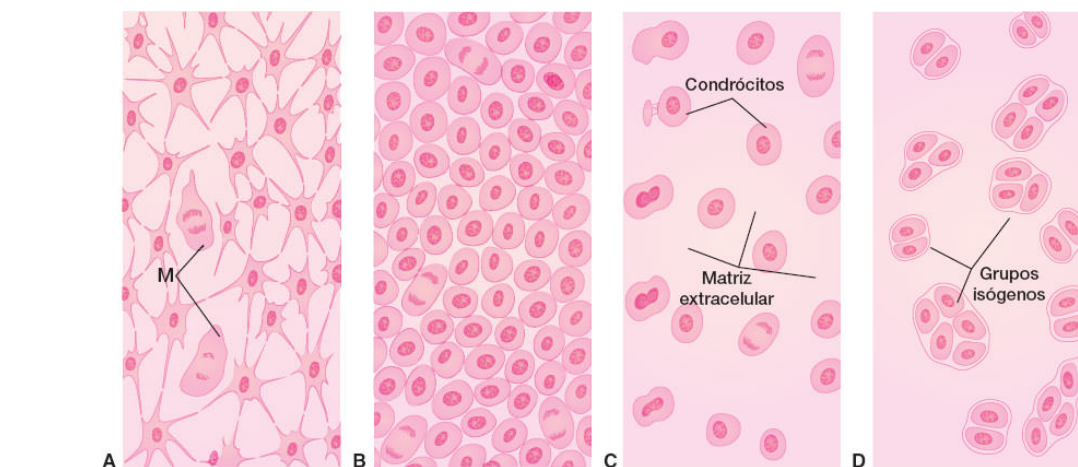 Condrócitos
M
Matriz
extracelular
Grupos
isógenos
A
B
C
D